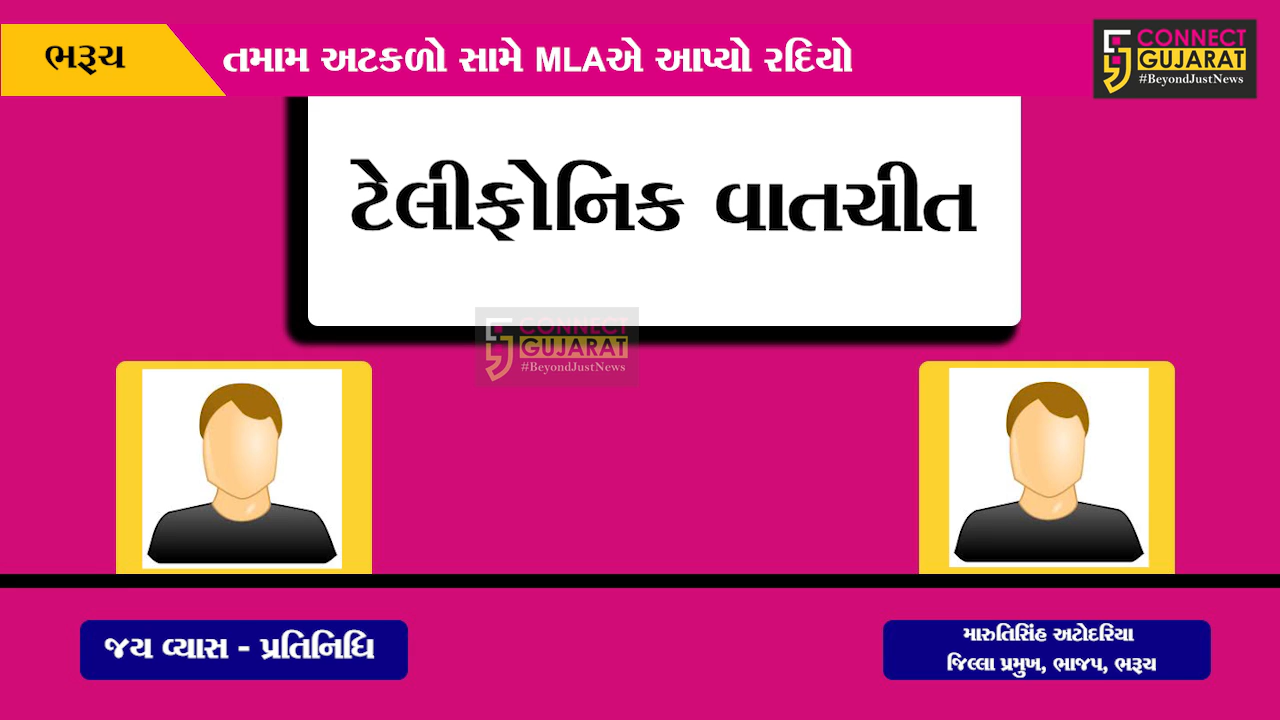 ભરૂચ
તમામ અટકળો સામે MLAએ આપ્યો રદિયો
CONNECT
GUJARAT
#BeyondJustNews
ટેલીફોનિક વાતચીત
CONNECT
GUJARAT
#BeyondJustNews
જય વ્યાસ - પ્રતિનિધિ
મારુતિસિંહ અટોદરિયા
જિલ્લા પ્રમુખ, ભાજપ, ભરૂચ